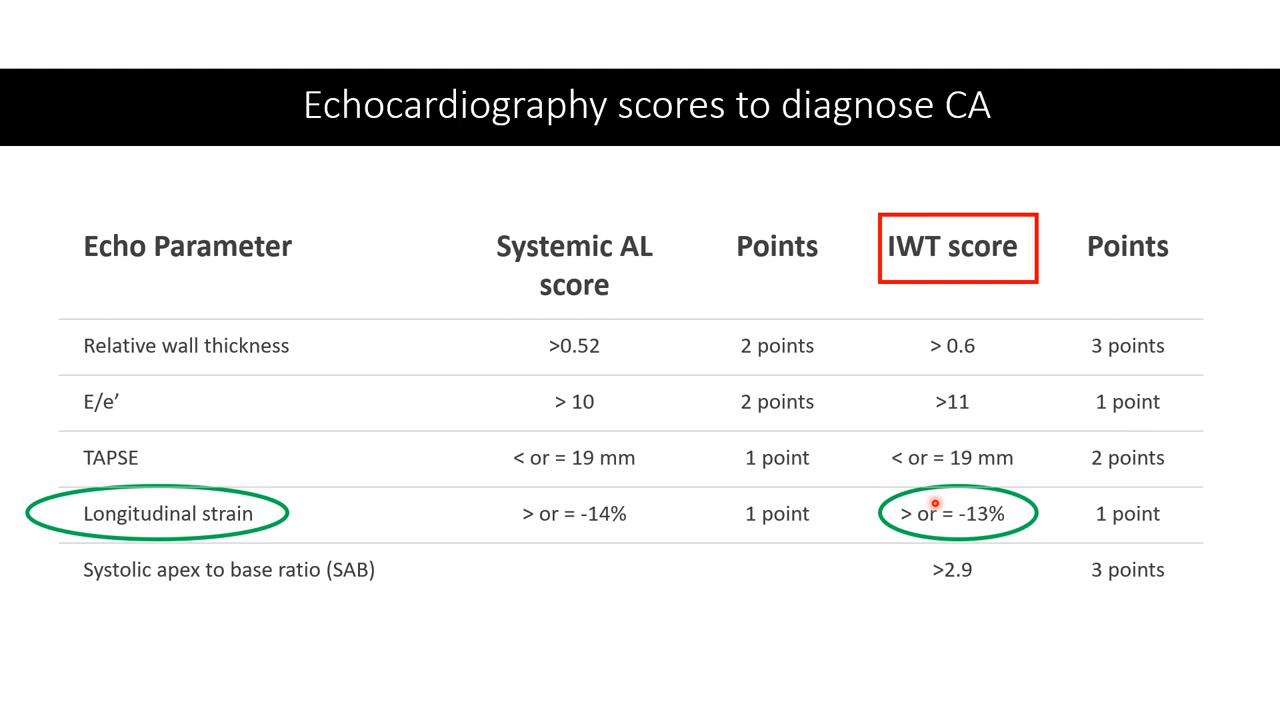 Echocardiography scores to diagnose CA
Echo Parameter Systemic AL score Points IWT score Points
Relative wall thickness >0.52 2 points > 0.6 3 points
E/e’ > 10 2 points >11 1 point
TAPSE < or = 19 mm 1 point < or = 19 mm 2 points
Longitudinal strain > or = -14% 1 point > or = -13% 1 point
Systolic apex to base ratio (SAB) >2.9 3 points